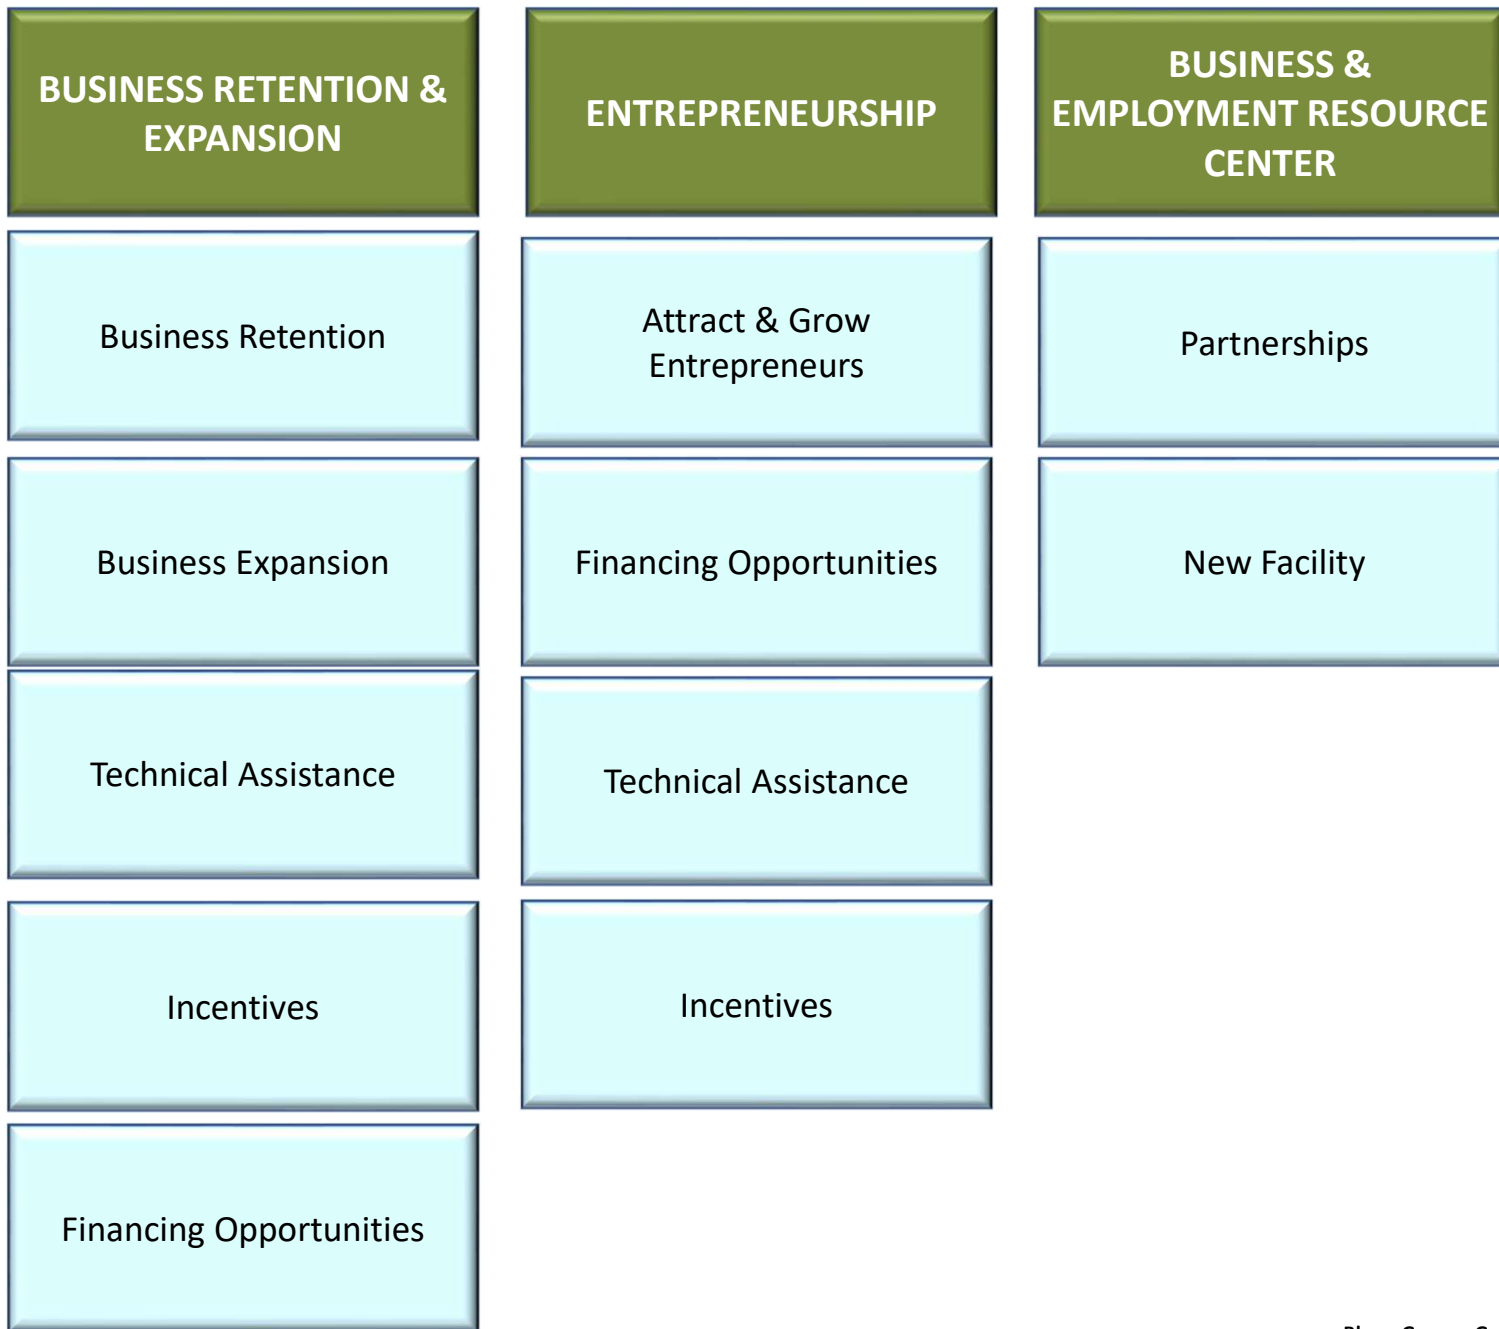 BUSINESS RETENTION &
EXPANSION
Business Retention
Business Expansion
Technical Assistance
Incentives
Financing Opportunities
ENTREPRENEURSHIP
Attract & Grow
Entrepreneurs
Financing Opportunities
Technical Assistance
Incentives
BUSINESS &
EMPLOYMENT RESOURCE
CENTER
Partnerships
New Facility